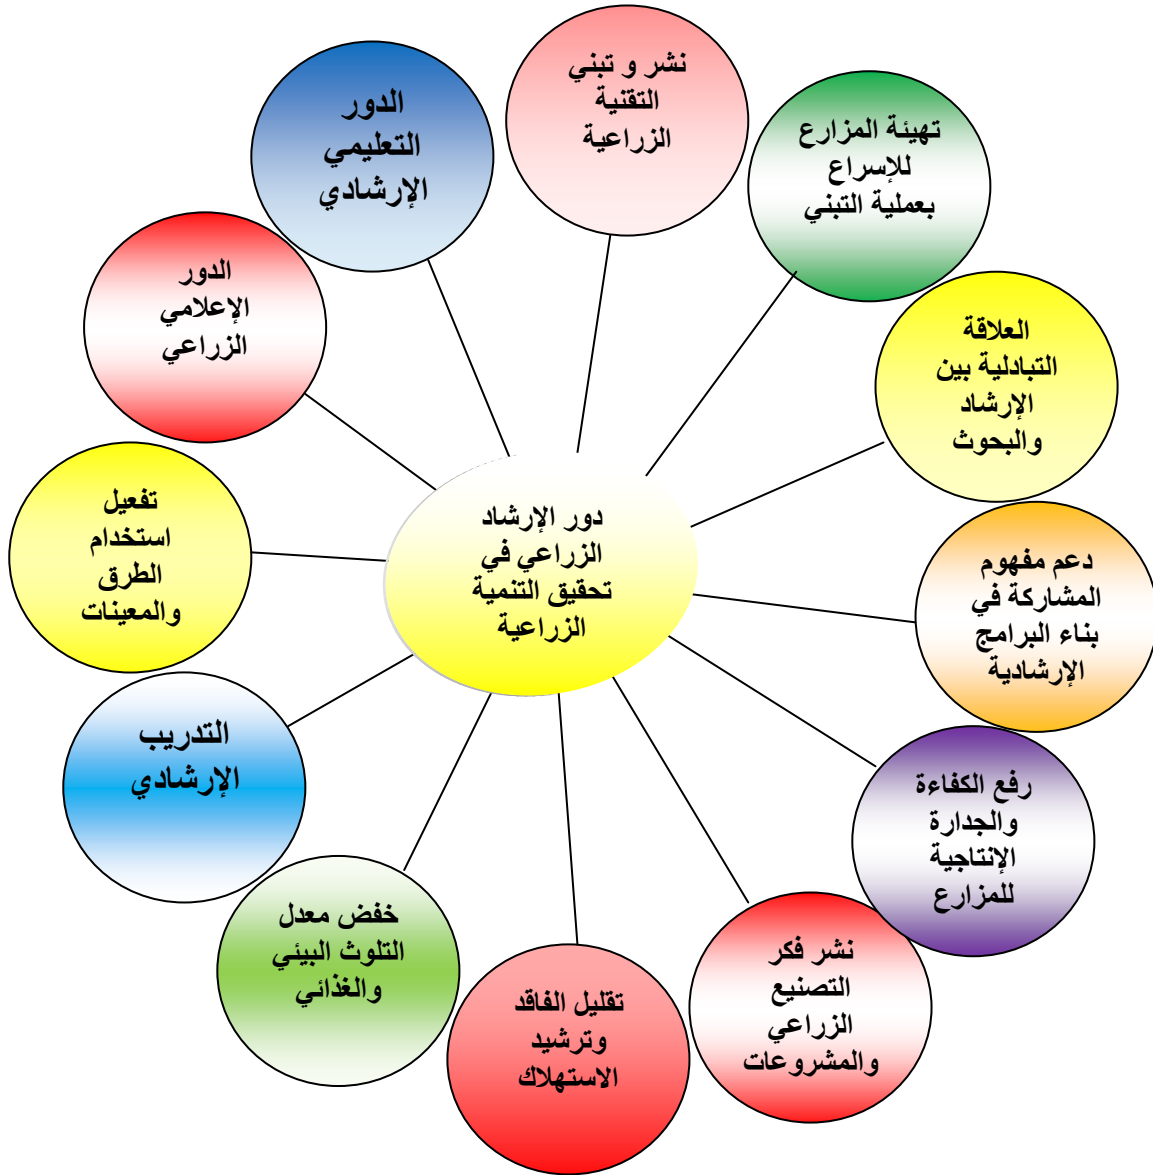 نشر و تبني
التقنية
الزراعية
تهيئة المزارع
للإسراع
بعملية التبني
العلاقة
التبادلية بين
الإرشاد
والبحوث
دعم مفهوم
المشاركة في
بناء البرامج
الإرشادية
رفع الكفاءة
والجدارة
الإنتاجية
للمزارع
نشر فكر
التصنيع
الزراعي
والمشروعات
تقليل الفاقد
وترشيد
الاستهلاك
خفض معدل
التلوث البيئي
والغذائي
التدريب
الإرشادي
تفعيل
استخدام
الطرق
والمعينات
الدور
الإعلامي
الزراعي
الدور
التعليمي
الإرشادي
دور الإرشاد
الزراعي في
تحقيق التنمية
الزراعية